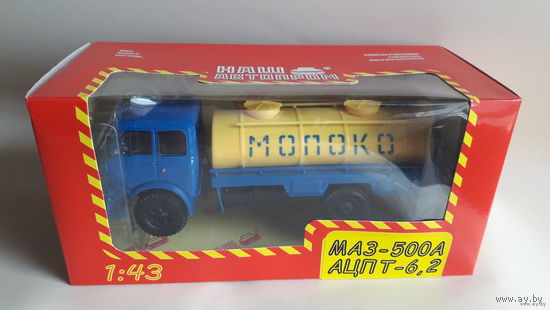 НАШ
АВТОПРОМ
МОЛОКО
1:43
МАЗ-500А
АЦПТ-6,2
www.ay.by